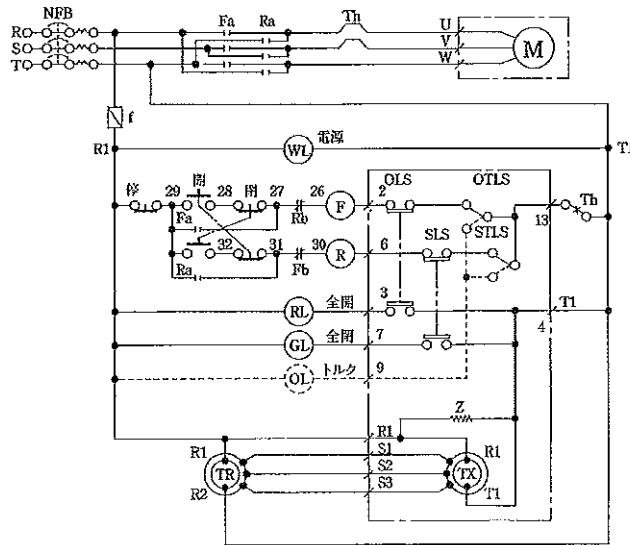 NFB Fa Ra Th
R U
S V
T W
M
f
電源
R1 WL T1
OLS OTLS
停 29 開 28 閉 27 26 F 2
Fa Rb Th
STLS 13
SLS
32 31 30 R 6
Ra Fb
3
RL 全開 T1
4
GL 全閉 7
OL トルク 9
Z
R1
R1 S1 R1
TR S2 TX
R2 S3 T1